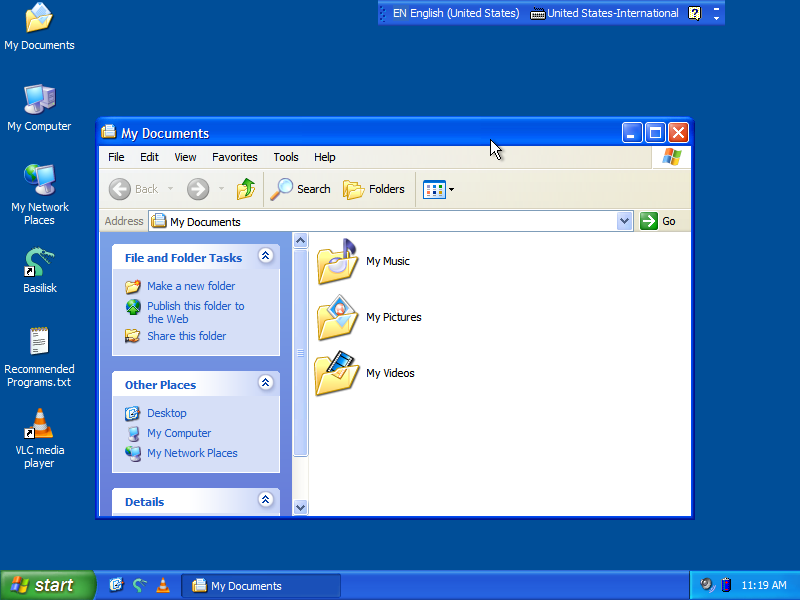 EN English (United States) United States-International ?
My Documents
My Computer
My Network
Places
Basilisk
Recommended
Programs.txt
VLC media
player
My Documents
File Edit View Favorites Tools Help
Back Search Folders
Address My Documents Go
File and Folder Tasks
Make a new folder
Publish this folder to
the Web
Share this folder
Other Places
Desktop
My Computer
My Network Places
Details
My Music
My Pictures
My Videos
start My Documents 11:19 AM